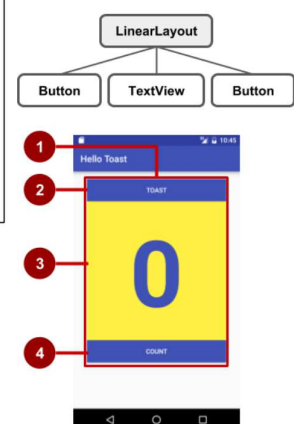 LinearLayout
Button TextView Button
10:45
1
Hello Toast
2
TOAST
3
0
4
COUNT